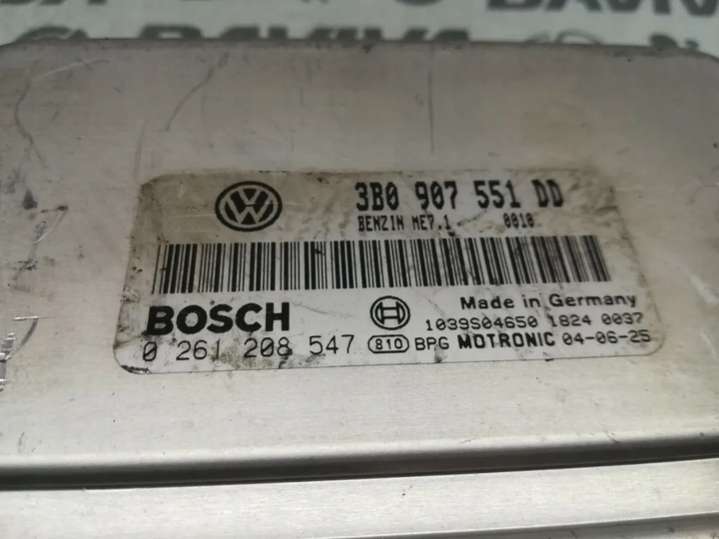 VW
3B0 907 551 DD
BENZIN ME7.1 0010
BOSCH
Made in Germany
1039S04650 1824 0037
0 261 208 547 810 BPG MOTRONIC 04-06-25